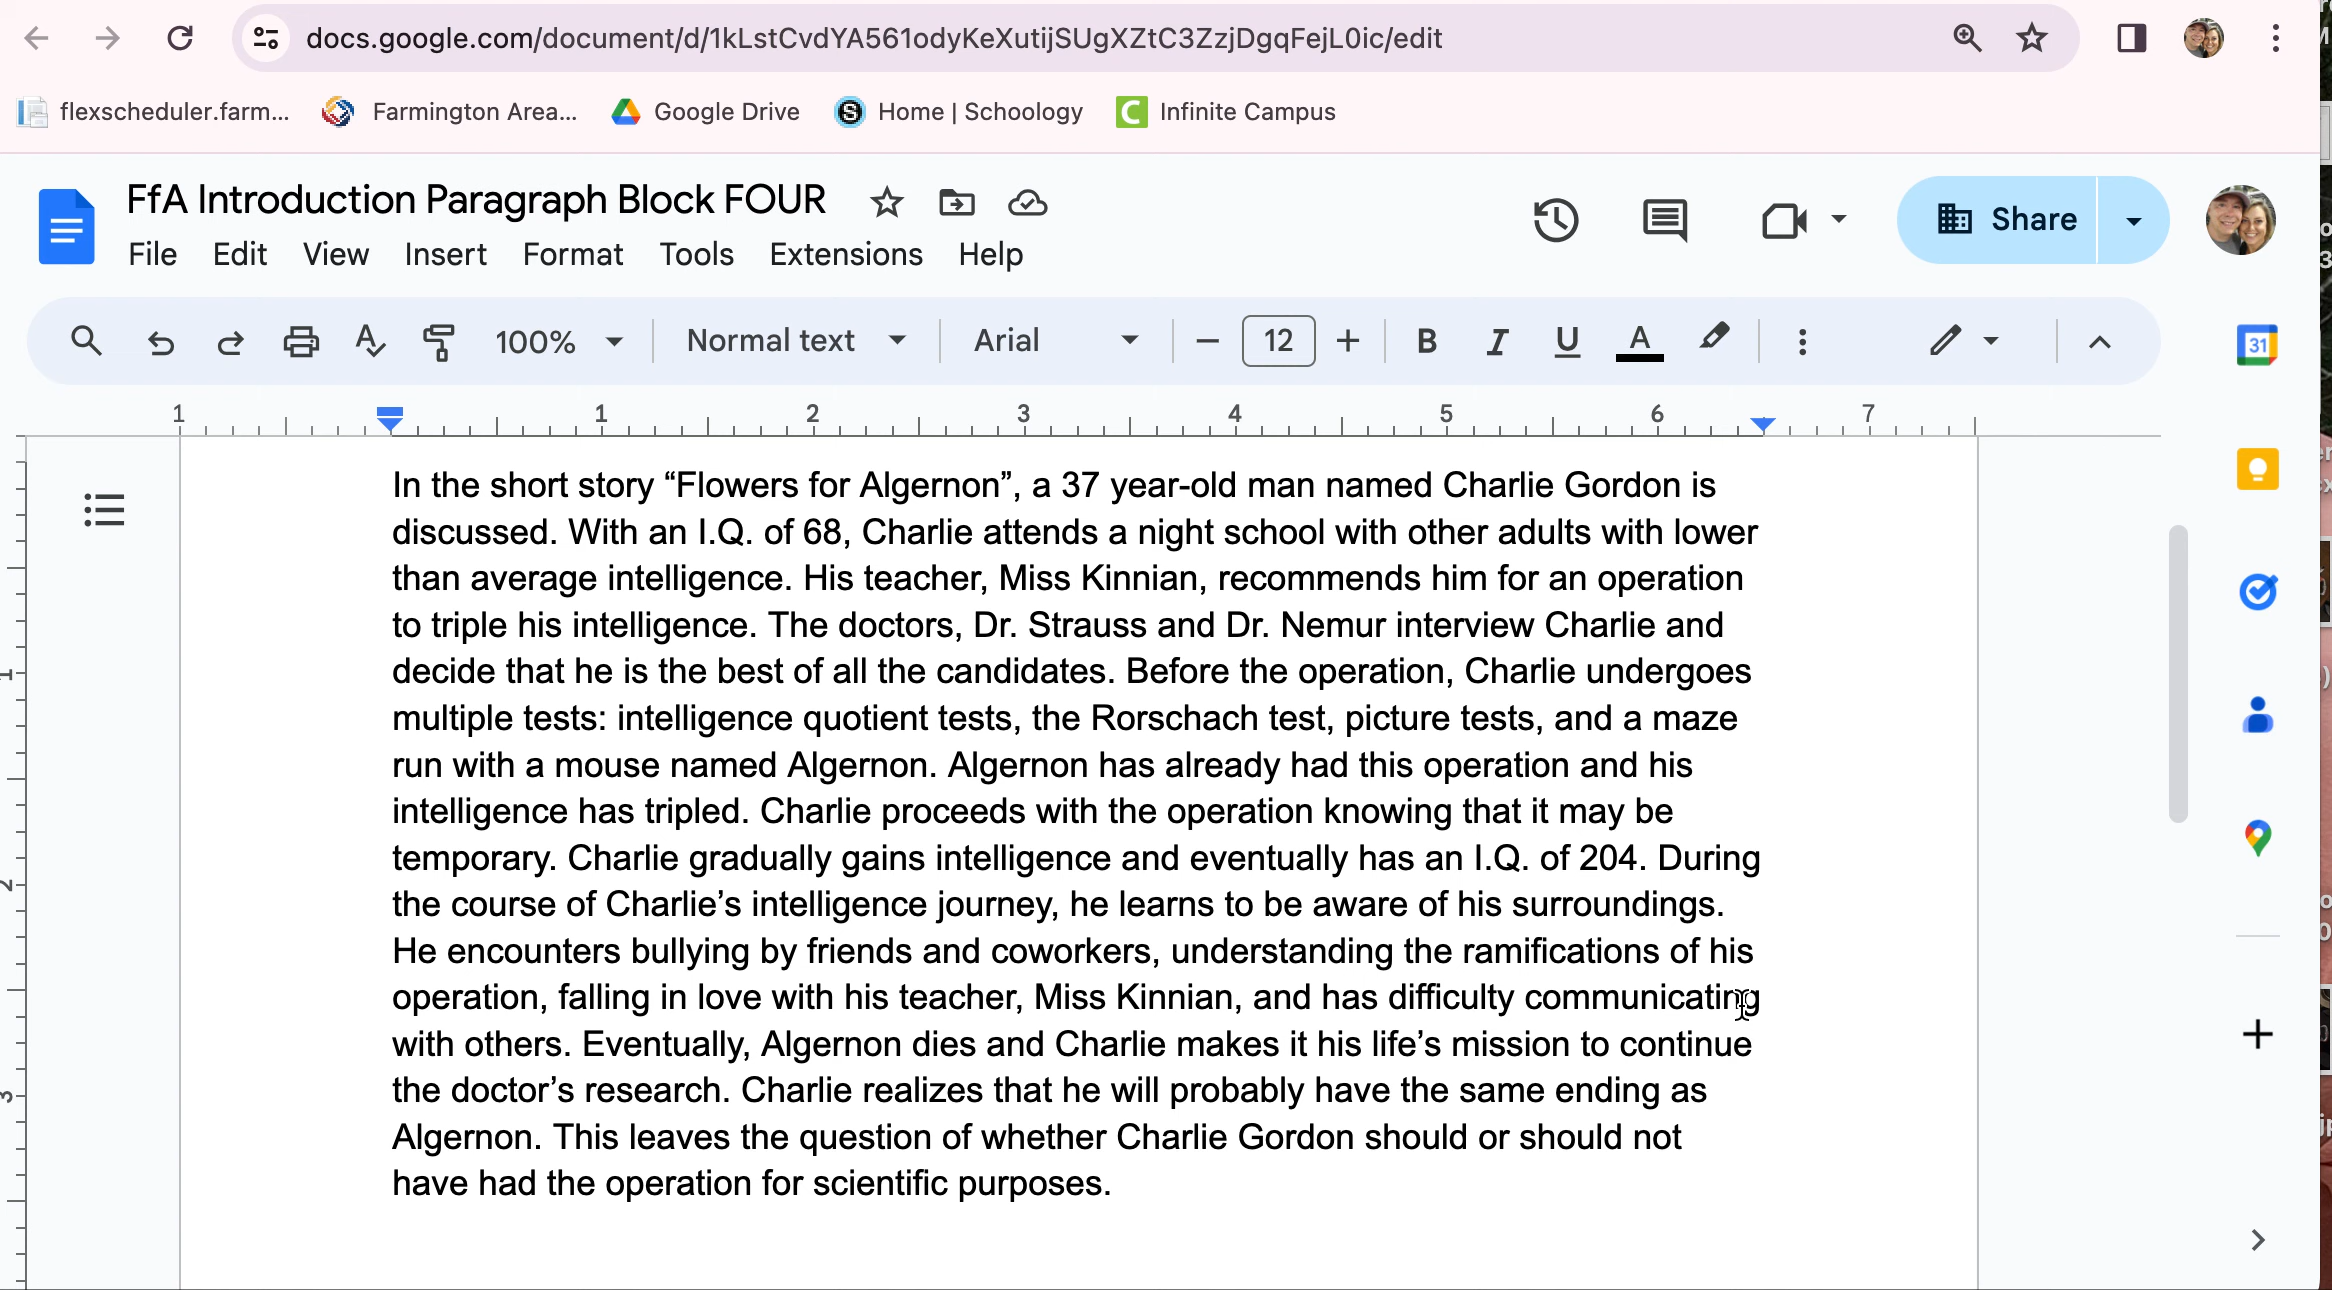 docs.google.com/document/d/1kLstCvdYA561odyKeXutijSUgXZtC3ZzjDgqFejL0ic/edit
flexscheduler.farm... Farmington Area... Google Drive Home | Schoology Infinite Campus
FfA Introduction Paragraph Block FOUR
Share
File Edit View Insert Format Tools Extensions Help
100% Normal text Arial 12 B I U A
31
1 1 2 3 4 5 6 7
In the short story “Flowers for Algernon”, a 37 year-old man named Charlie Gordon is
discussed. With an I.Q. of 68, Charlie attends a night school with other adults with lower
than average intelligence. His teacher, Miss Kinnian, recommends him for an operation
to triple his intelligence. The doctors, Dr. Strauss and Dr. Nemur interview Charlie and
decide that he is the best of all the candidates. Before the operation, Charlie undergoes
multiple tests: intelligence quotient tests, the Rorschach test, picture tests, and a maze
run with a mouse named Algernon. Algernon has already had this operation and his
intelligence has tripled. Charlie proceeds with the operation knowing that it may be
temporary. Charlie gradually gains intelligence and eventually has an I.Q. of 204. During
the course of Charlie’s intelligence journey, he learns to be aware of his surroundings.
He encounters bullying by friends and coworkers, understanding the ramifications of his
operation, falling in love with his teacher, Miss Kinnian, and has difficulty communicating
with others. Eventually, Algernon dies and Charlie makes it his life’s mission to continue
the doctor’s research. Charlie realizes that he will probably have the same ending as
Algernon. This leaves the question of whether Charlie Gordon should or should not
have had the operation for scientific purposes.
1
2
3